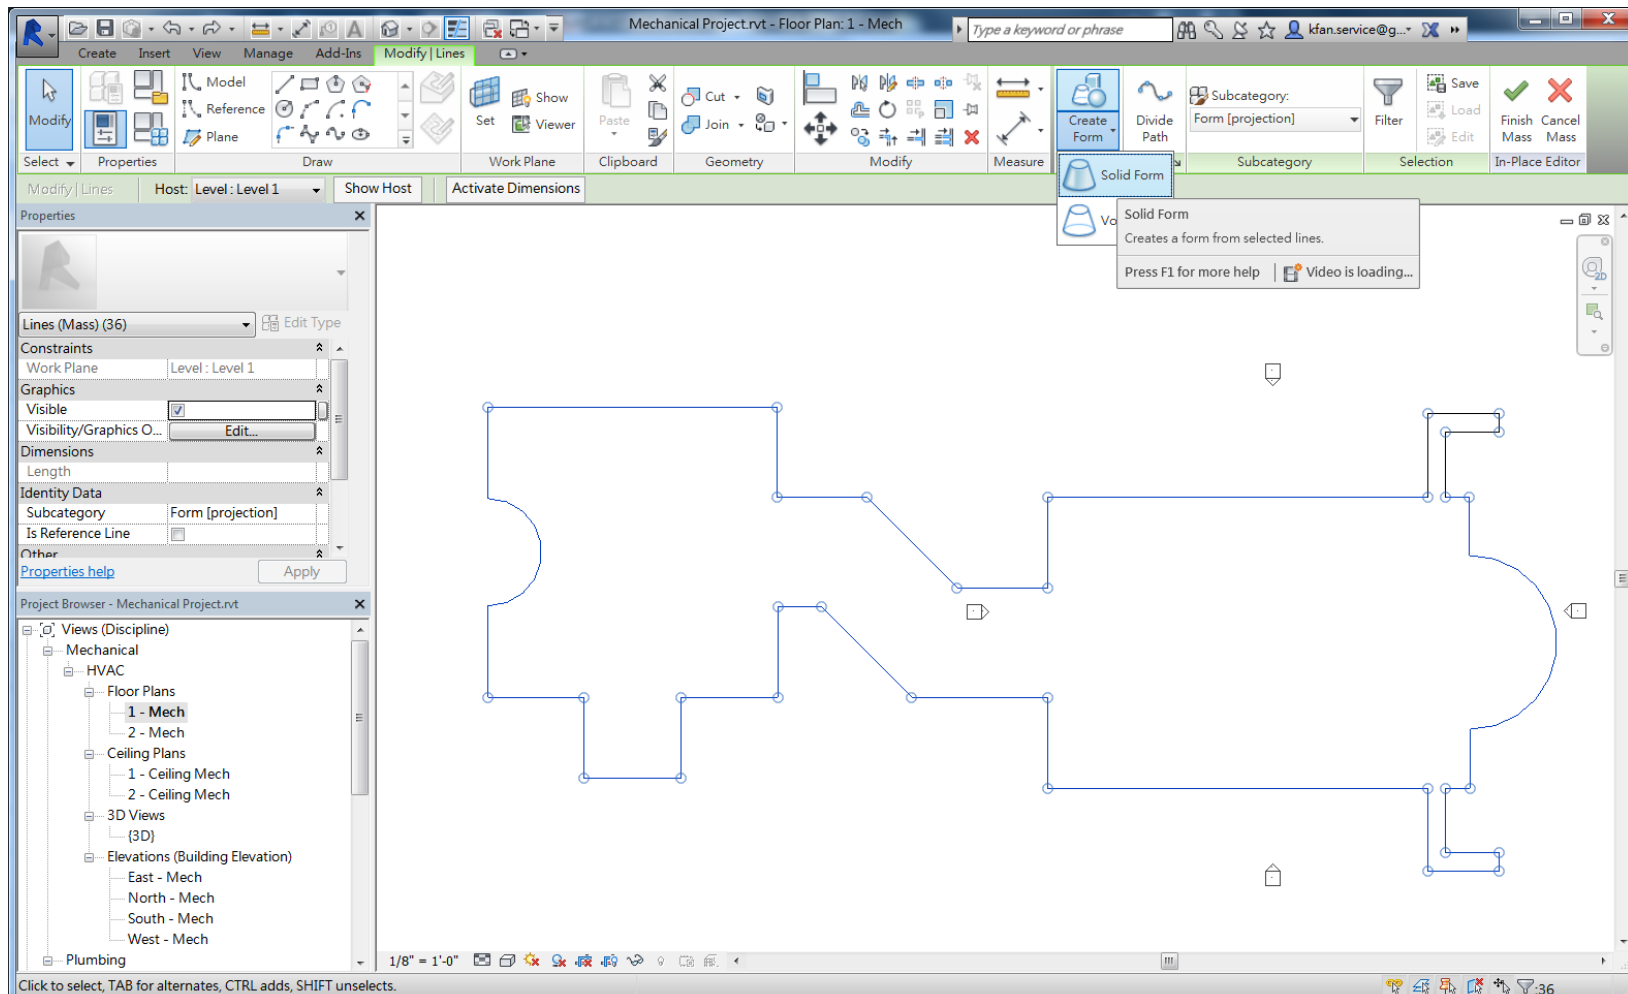 Mechanical Project.rvt - Floor Plan: 1 - Mech
Type a keyword or phrase
kfan.service@g...
Create Insert View Manage Add-Ins Modify | Lines
Modify
Model
Reference
Plane
Set
Show
Viewer
Paste
Cut
Join
Create Form
Divide Path
Subcategory:
Form [projection]
Filter
Save
Load
Edit
Finish Mass
Cancel Mass
Select Properties Draw Work Plane Clipboard Geometry Modify Measure Subcategory Selection In-Place Editor
Modify | Lines Host: Level : Level 1 Show Host Activate Dimensions
Solid Form
Vo
Solid Form
Creates a form from selected lines.
Press F1 for more help Video is loading...
2D
Properties
Lines (Mass) (36) Edit Type
Constraints
Work Plane Level : Level 1
Graphics
Visible
Visibility/Graphics O... Edit...
Dimensions
Length
Identity Data
Subcategory Form [projection]
Is Reference Line
Other
Properties help Apply
Project Browser - Mechanical Project.rvt
Views (Discipline)
Mechanical
HVAC
Floor Plans
1 - Mech
2 - Mech
Ceiling Plans
1 - Ceiling Mech
2 - Ceiling Mech
3D Views
{3D}
Elevations (Building Elevation)
East - Mech
North - Mech
South - Mech
West - Mech
Plumbing
1/8" = 1'-0"
Click to select, TAB for alternates, CTRL adds, SHIFT unselects.
:36